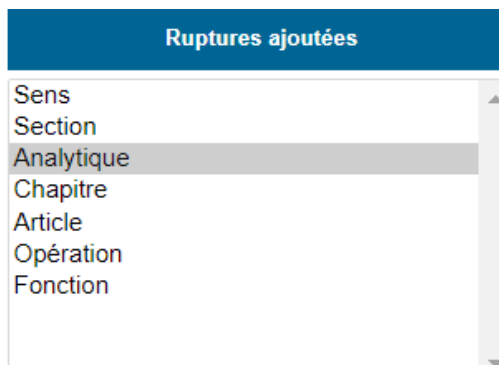 Ruptures ajoutées
Sens
Section
Analytique
Chapitre
Article
Opération
Fonction